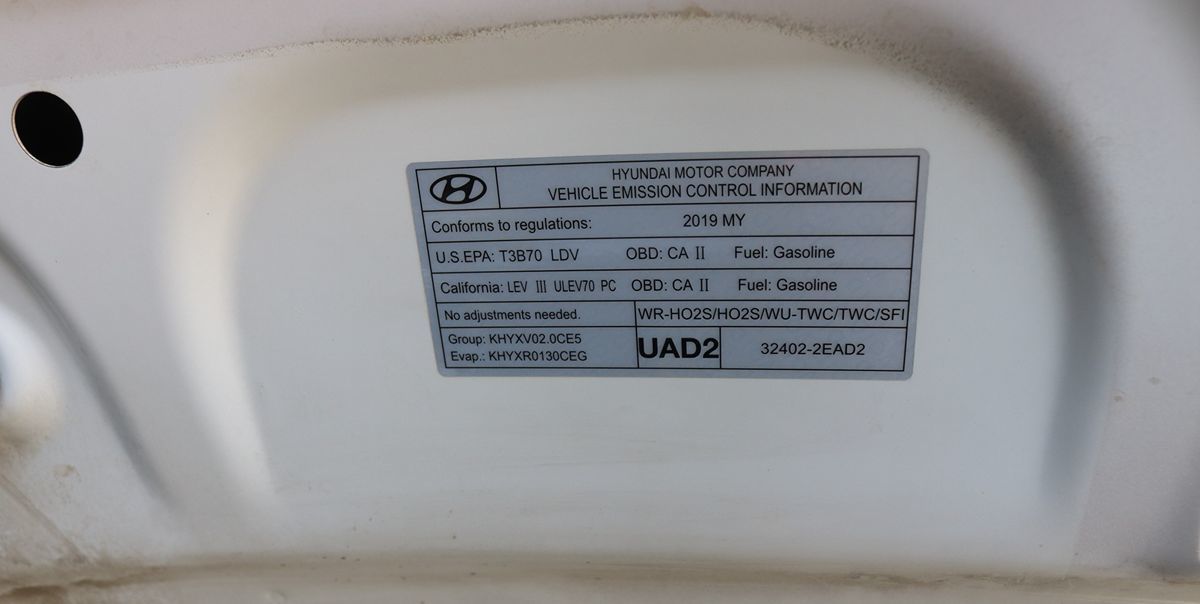 HYUNDAI MOTOR COMPANY
VEHICLE EMISSION CONTROL INFORMATION
Conforms to regulations: 2019 MY
U.S.EPA: T3B70 LDV OBD: CA II Fuel: Gasoline
California: LEV III ULEV70 PC OBD: CA II Fuel: Gasoline
No adjustments needed. WR-HO2S/HO2S/WU-TWC/TWC/SFI
Group: KHYXV02.0CE5
Evap.: KHYXR0130CEG
UAD2 32402-2EAD2